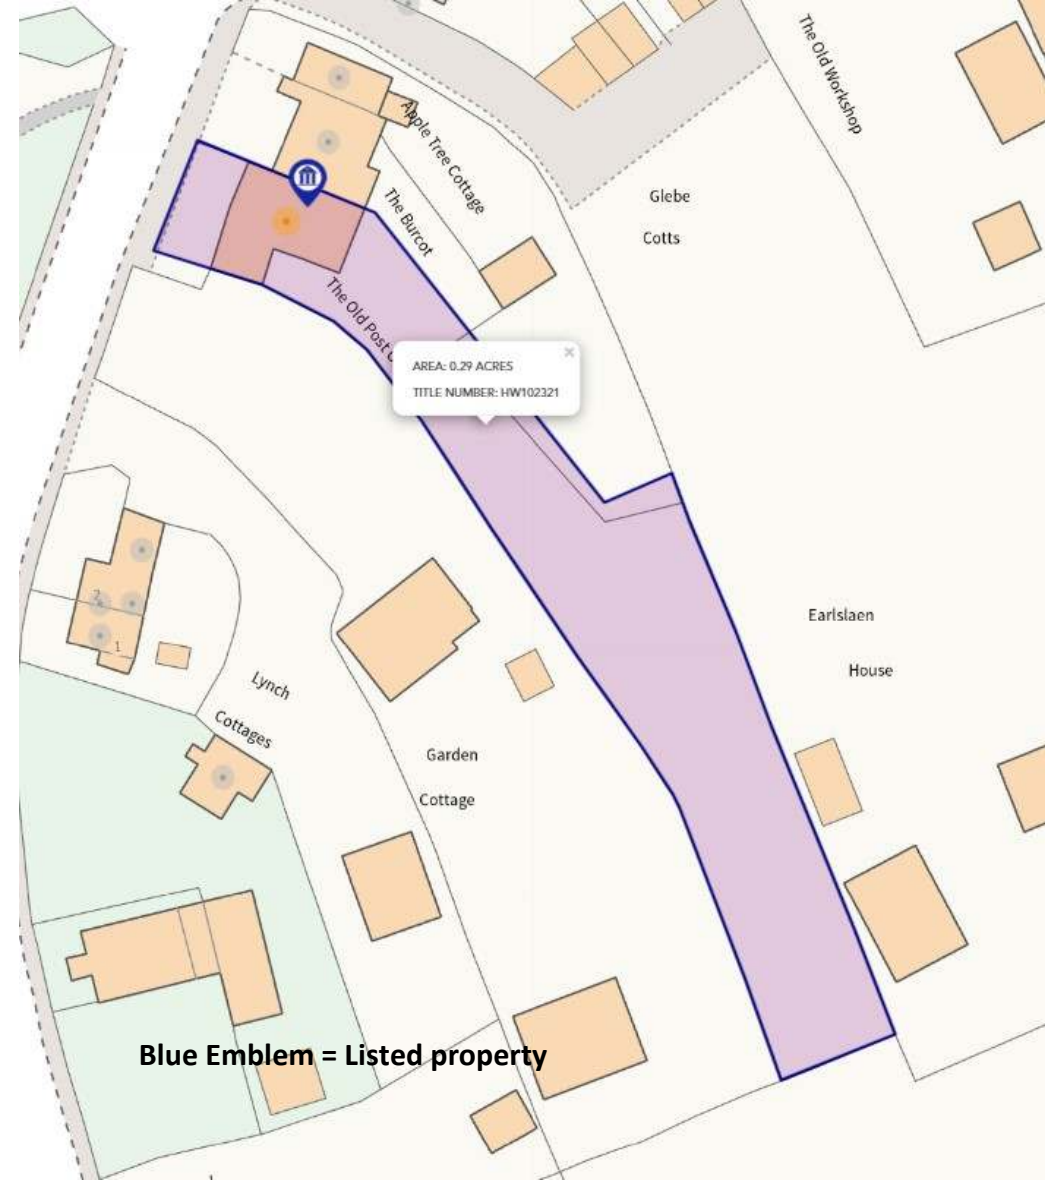 The Old Workshop
Apple Tree Cottage
Glebe
Cotts
The Burcot
The Old Post
×
AREA: 0.29 ACRES
TITLE NUMBER: HW102321
2
1
Earlslaen
House
Lynch
Cottages
Garden
Cottage
Blue Emblem = Listed property